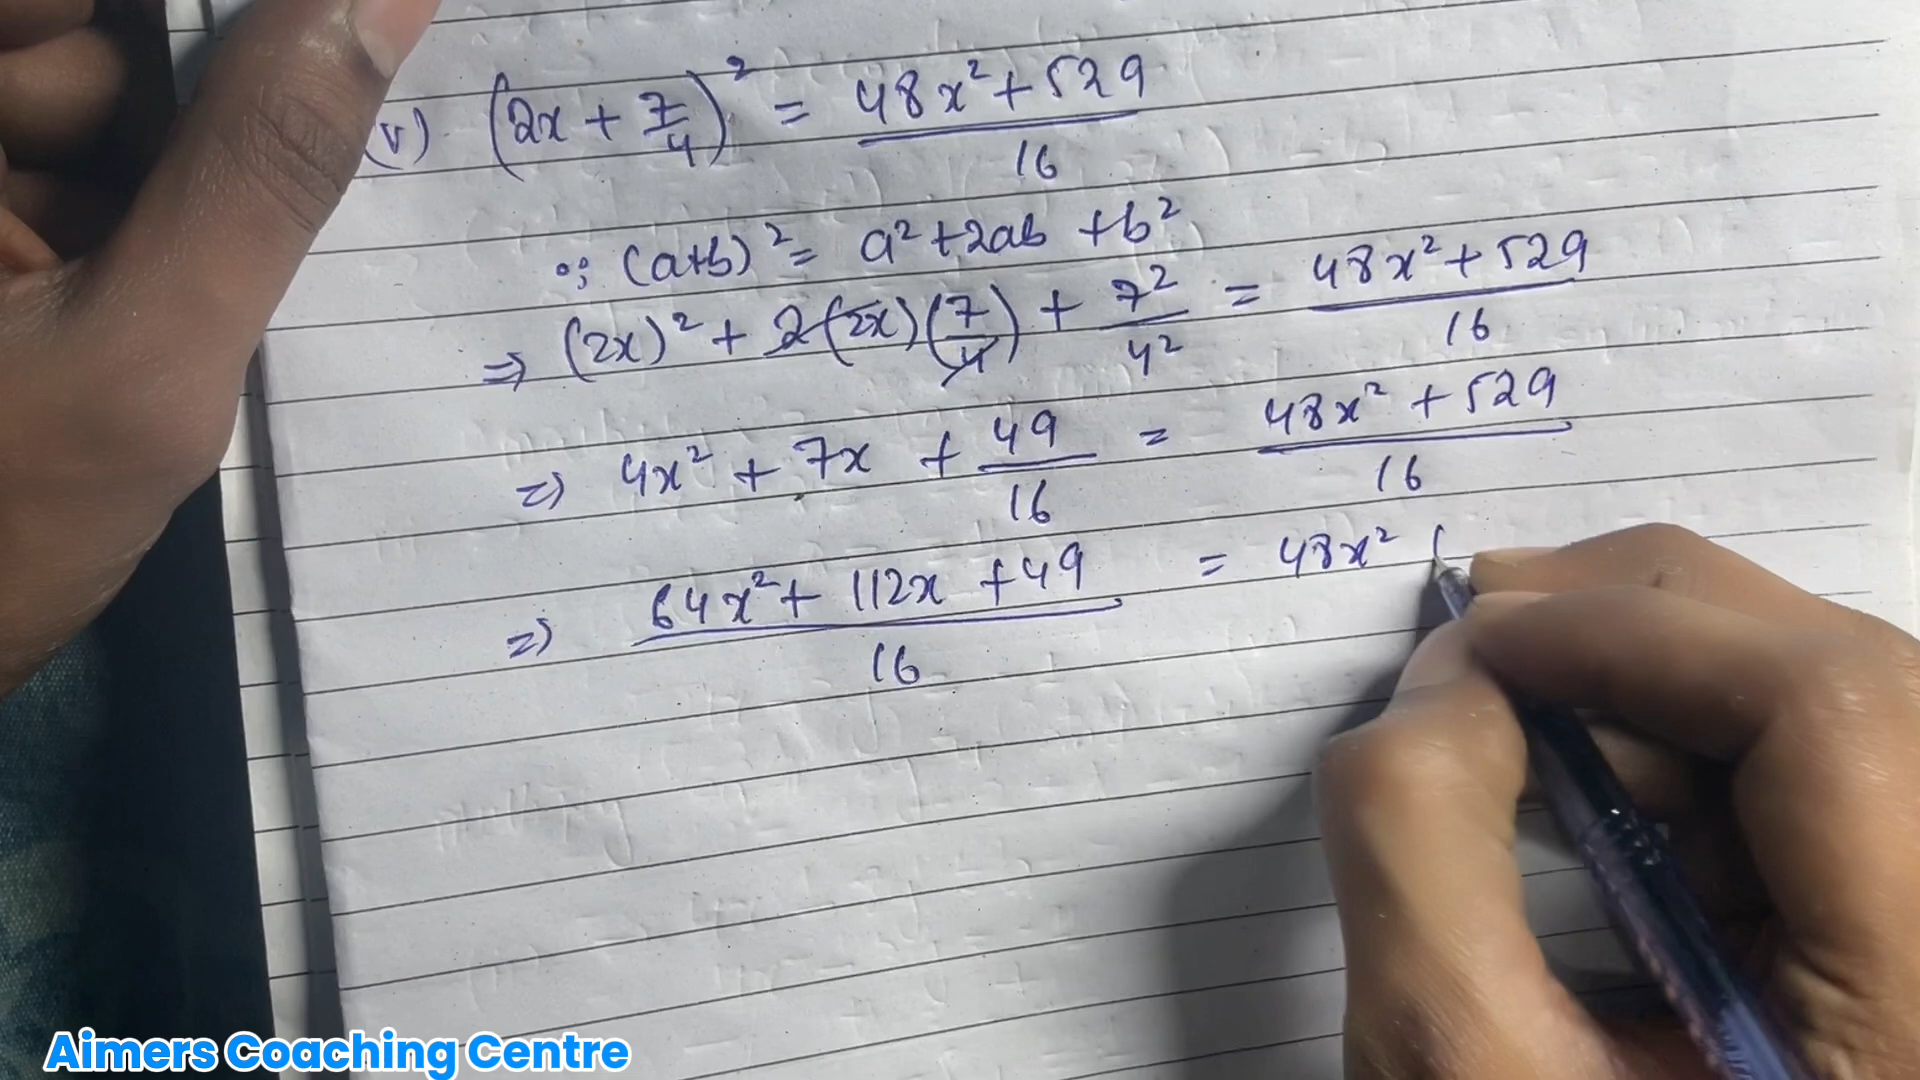 (v) (2x + 7/4)² = 48x² + 529/16
∵ (a+b)² = a² + 2ab + b²
⇒ (2x)² + 2(2x)(7/4) + 7²/4² = 48x² + 529/16
⇒ 4x² + 7x + 49/16 = 48x² + 529/16
⇒ 64x² + 112x + 49/16 = 48x²
Aimers Coaching Centre